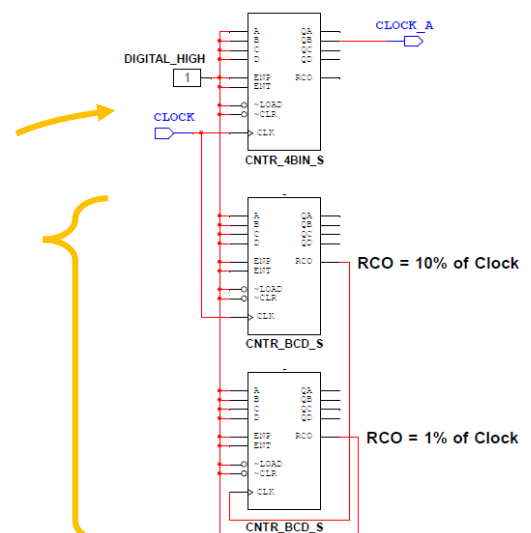 CLOCK_A
A QA
B QB
C QC
D QD
DIGITAL_HIGH
1
ENP RCO
ENT
~LOAD
~CLR
CLOCK
CLK
CNTR_4BIN_S
-
A QA
B QB
C QC
D QD
ENP RCO
ENT
RCO = 10% of Clock
~LOAD
~CLR
CLK
CNTR_BCD_S
-
A QA
B QB
C QC
D QD
ENP RCO
ENT
RCO = 1% of Clock
~LOAD
~CLR
CLK
CNTR_BCD_S